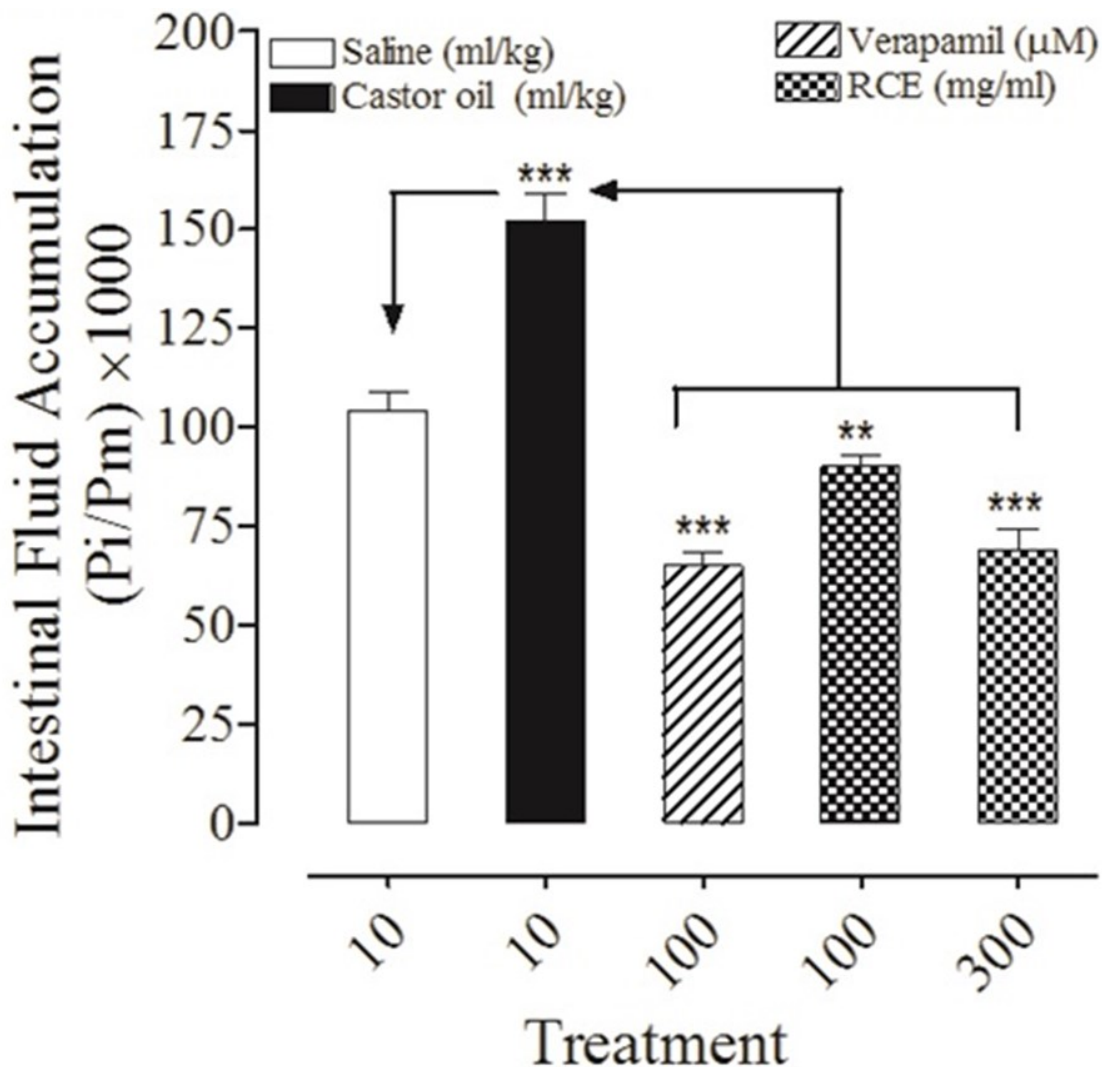 Intestinal Fluid Accumulation
(Pi/Pm) ×1000
200
175
150
125
100
75
50
25
0
Saline (ml/kg)
Castor oil (ml/kg)
Verapamil (μM)
RCE (mg/ml)
***
***
**
***
10
10
100
100
300
Treatment